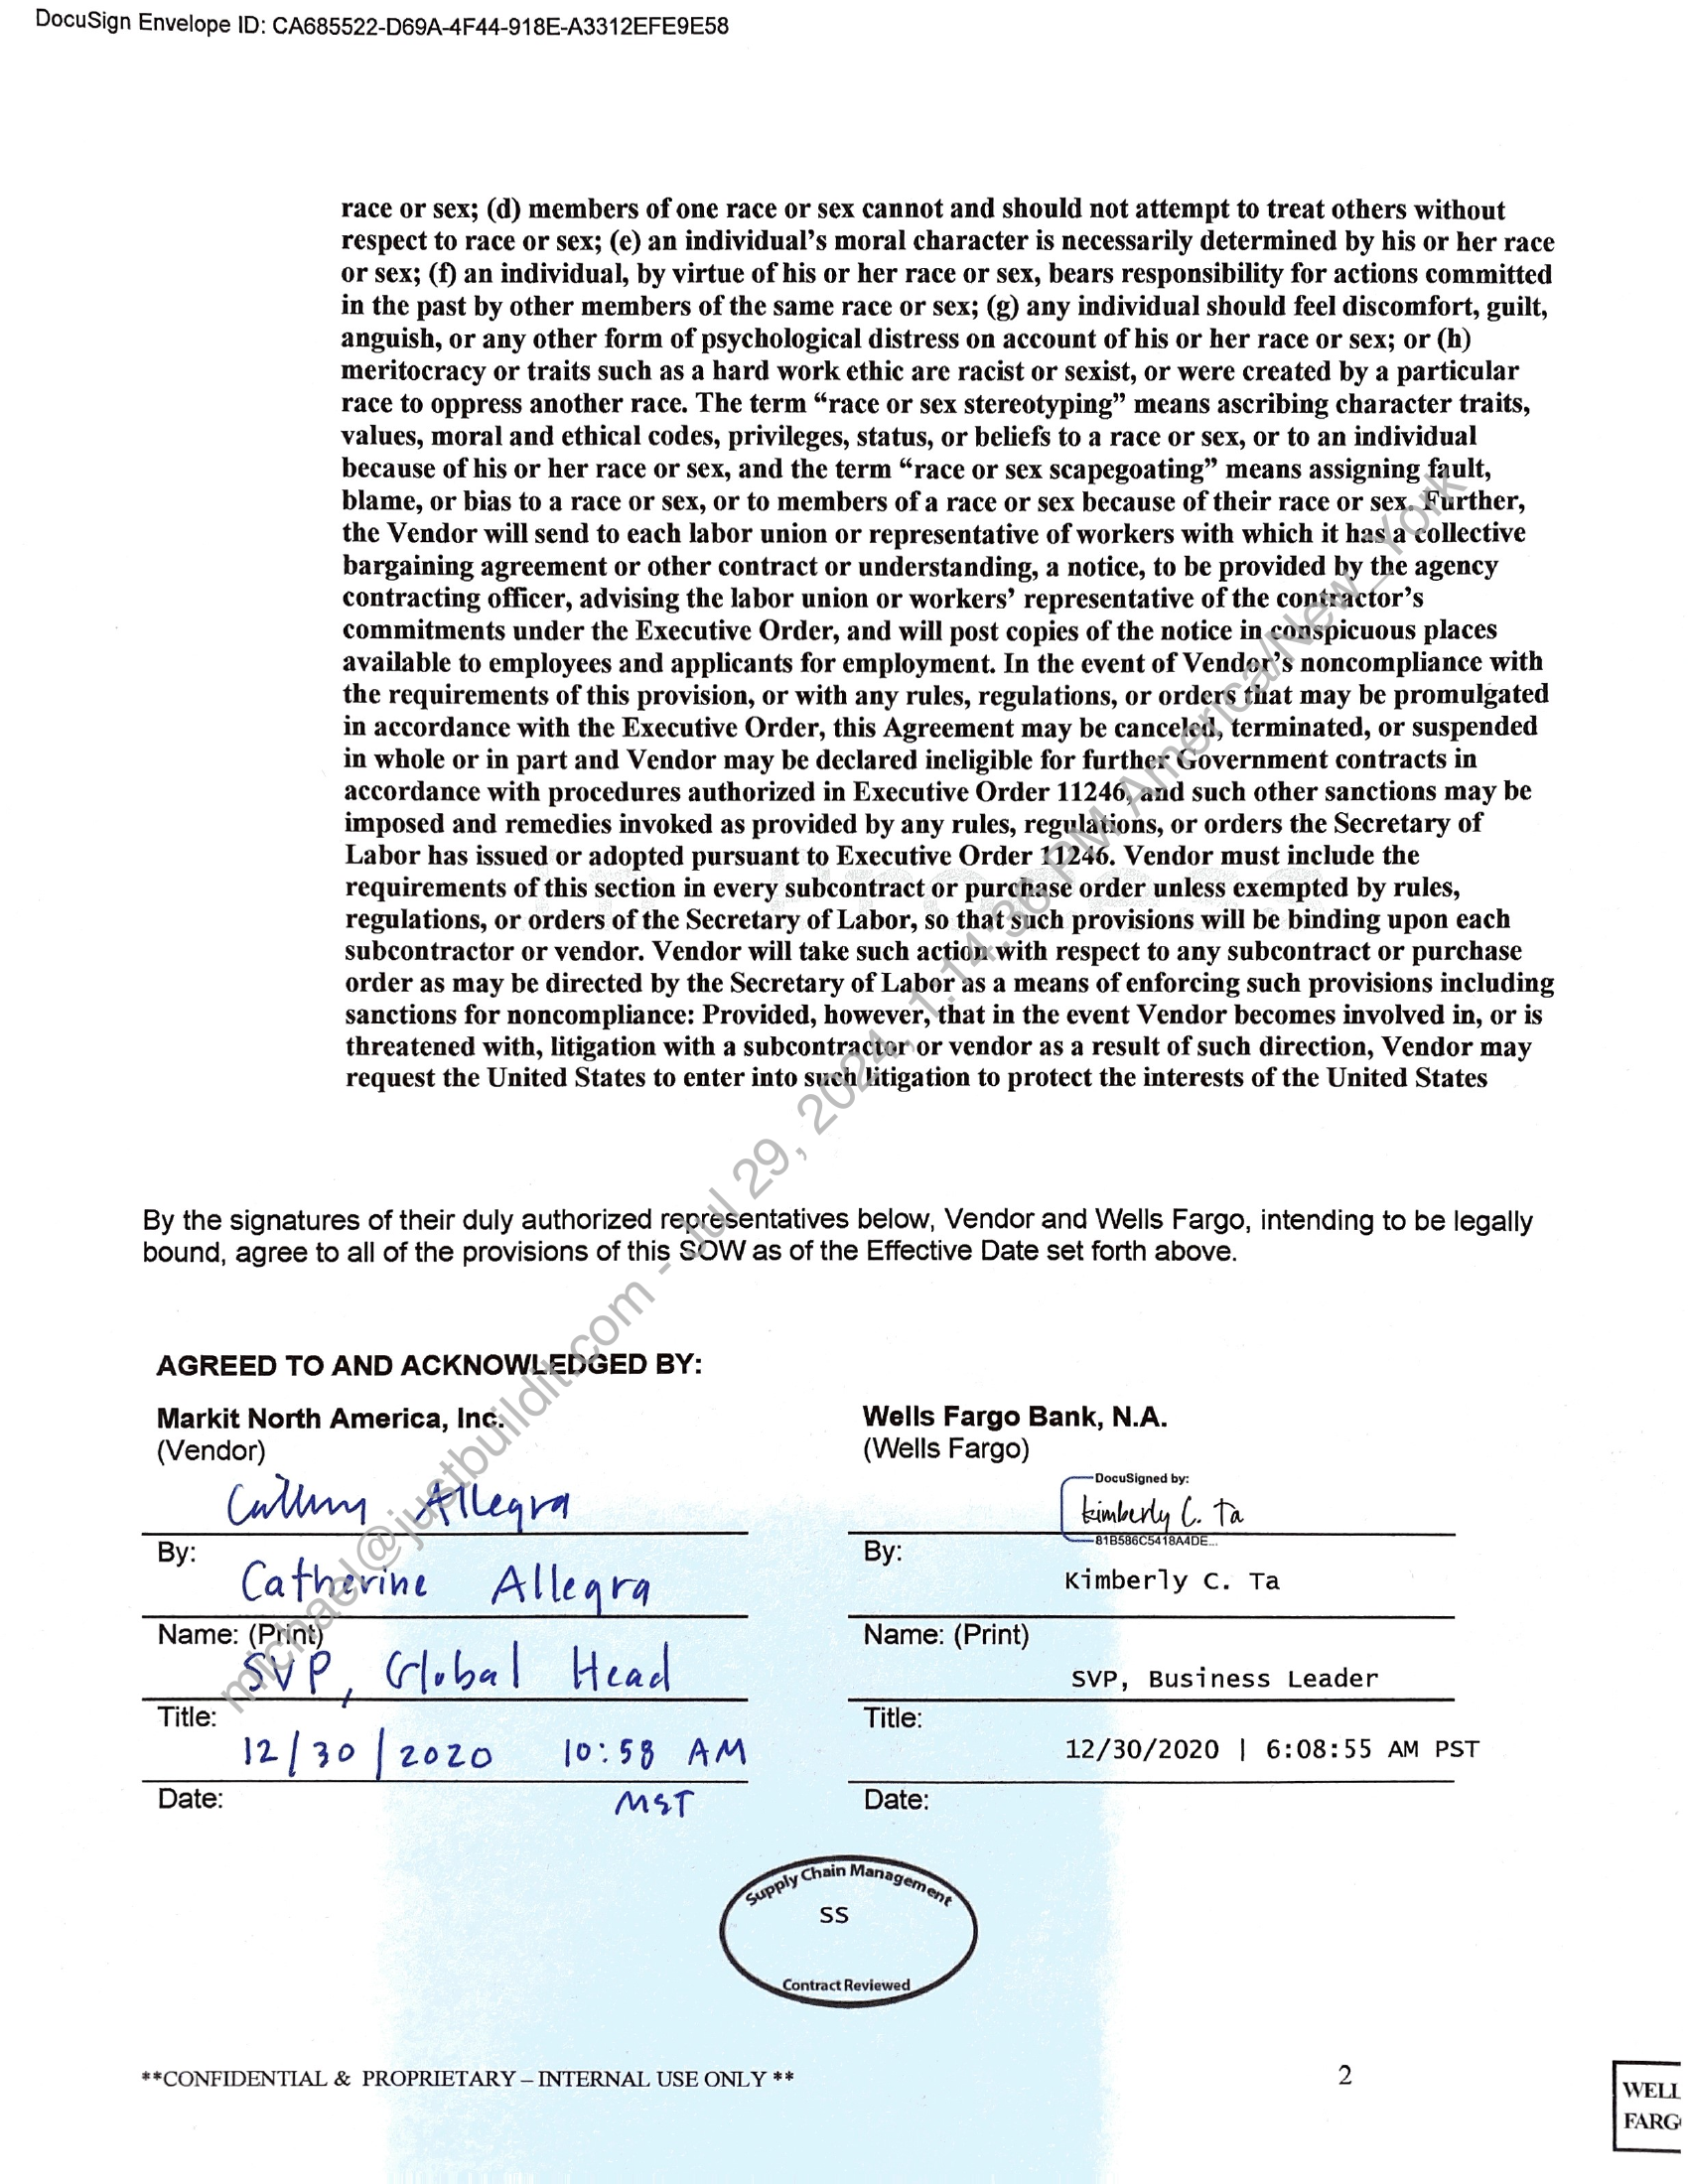 DocuSign Envelope ID: CA685522-D69A-4F44-918E-A3312EFE9E58
race or sex; (d) members of one race or sex cannot and should not attempt to treat others without
respect to race or sex; (e) an individual’s moral character is necessarily determined by his or her race
or sex; (f) an individual, by virtue of his or her race or sex, bears responsibility for actions committed
in the past by other members of the same race or sex; (g) any individual should feel discomfort, guilt,
anguish, or any other form of psychological distress on account of his or her race or sex; or (h)
meritocracy or traits such as a hard work ethic are racist or sexist, or were created by a particular
race to oppress another race. The term “race or sex stereotyping” means ascribing character traits,
values, moral and ethical codes, privileges, status, or beliefs to a race or sex, or to an individual
because of his or her race or sex, and the term “race or sex scapegoating” means assigning fault,
blame, or bias to a race or sex, or to members of a race or sex because of their race or sex. Further,
the Vendor will send to each labor union or representative of workers with which it has a collective
bargaining agreement or other contract or understanding, a notice, to be provided by the agency
contracting officer, advising the labor union or workers’ representative of the contractor’s
commitments under the Executive Order, and will post copies of the notice in conspicuous places
available to employees and applicants for employment. In the event of Vendor’s noncompliance with
the requirements of this provision, or with any rules, regulations, or orders that may be promulgated
in accordance with the Executive Order, this Agreement may be canceled, terminated, or suspended
in whole or in part and Vendor may be declared ineligible for further Government contracts in
accordance with procedures authorized in Executive Order 11246, and such other sanctions may be
imposed and remedies invoked as provided by any rules, regulations, or orders the Secretary of
Labor has issued or adopted pursuant to Executive Order 11246. Vendor must include the
requirements of this section in every subcontract or purchase order unless exempted by rules,
regulations, or orders of the Secretary of Labor, so that such provisions will be binding upon each
subcontractor or vendor. Vendor will take such action with respect to any subcontract or purchase
order as may be directed by the Secretary of Labor as a means of enforcing such provisions including
sanctions for noncompliance: Provided, however, that in the event Vendor becomes involved in, or is
threatened with, litigation with a subcontractor or vendor as a result of such direction, Vendor may
request the United States to enter into such litigation to protect the interests of the United States
By the signatures of their duly authorized representatives below, Vendor and Wells Fargo, intending to be legally
bound, agree to all of the provisions of this SOW as of the Effective Date set forth above.
AGREED TO AND ACKNOWLEDGED BY:
Markit North America, Inc.
(Vendor)
Allegra
By:
Catherine Allegra
Name: (Print)
SVP, Global Head
Title:
12/30/2020 10:58 AM
MST
Date:
Wells Fargo Bank, N.A.
(Wells Fargo)
DocuSigned by:
Kimberly C. Ta
81B586C5418A4DE...
By:
Kimberly C. Ta
Name: (Print)
SVP, Business Leader
Title:
12/30/2020 | 6:08:55 AM PST
Date:
Supply Chain Management
SS
Contract Reviewed
**CONFIDENTIAL & PROPRIETARY – INTERNAL USE ONLY **
2
WELL
FARG
michael@justbuildit.com - Jul 29, 2024, 1:14:36 PM America/New_York